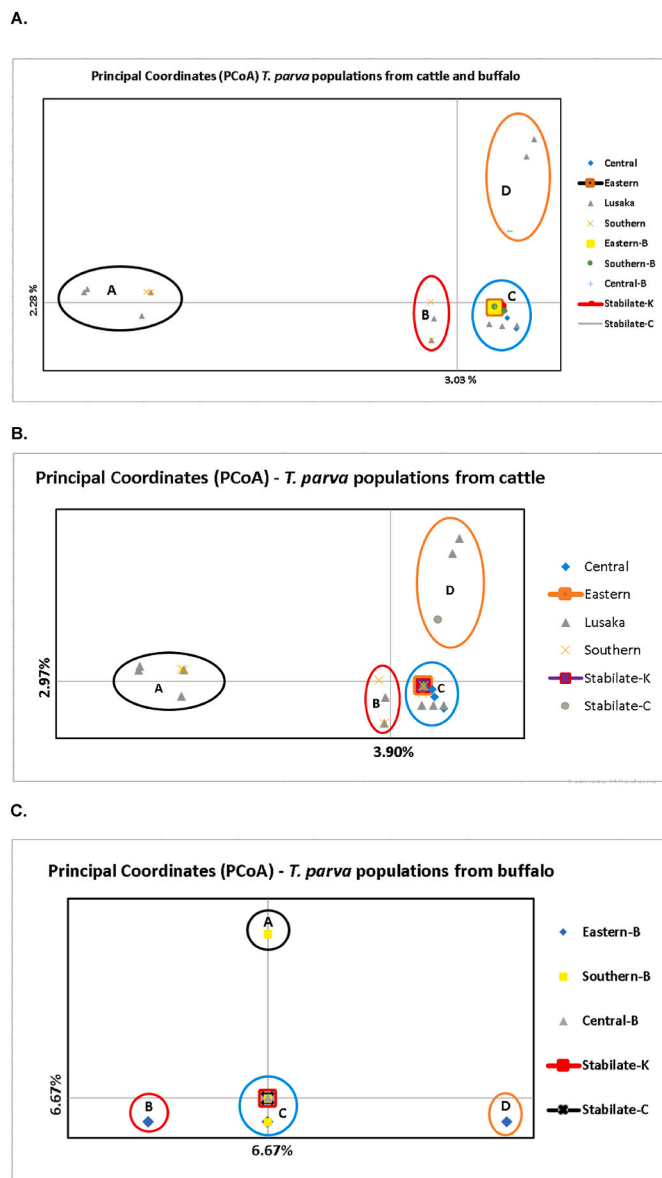 A.
Principal Coordinates (PCoA) T. parva populations from cattle and buffalo
D
A
B
C
2.28 %
3.03 %
Central
Eastern
Lusaka
Southern
Eastern-B
Southern-B
Central-B
Stabilate-K
Stabilate-C
B.
Principal Coordinates (PCoA) - T. parva populations from cattle
D
A
B
C
2.97%
3.90%
Central
Eastern
Lusaka
Southern
Stabilate-K
Stabilate-C
C.
Principal Coordinates (PCoA) - T. parva populations from buffalo
A
B
C
D
6.67%
6.67%
Eastern-B
Southern-B
Central-B
Stabilate-K
Stabilate-C